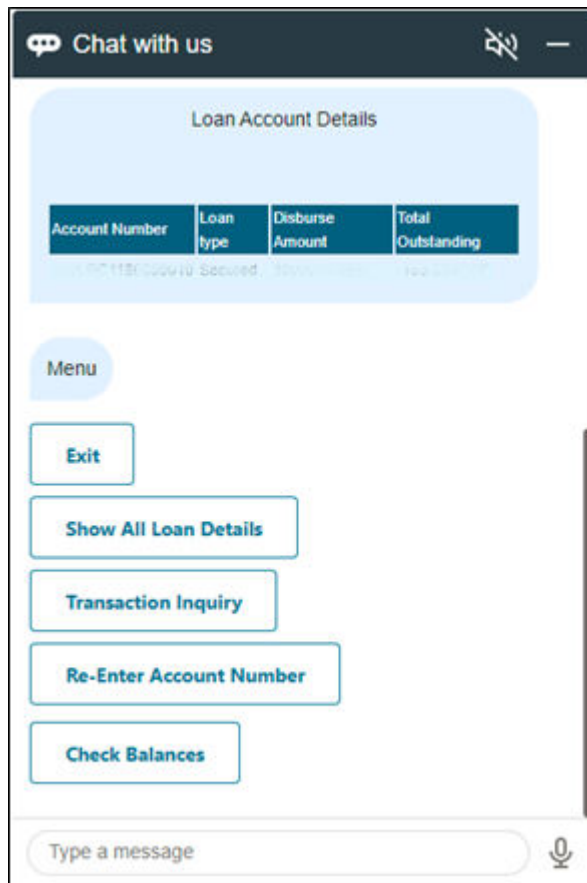 Chat with us
Loan Account Details
Account Number Loan type Disburse Amount Total Outstanding
Secured
Menu
Exit
Show All Loan Details
Transaction Inquiry
Re-Enter Account Number
Check Balances
Type a message